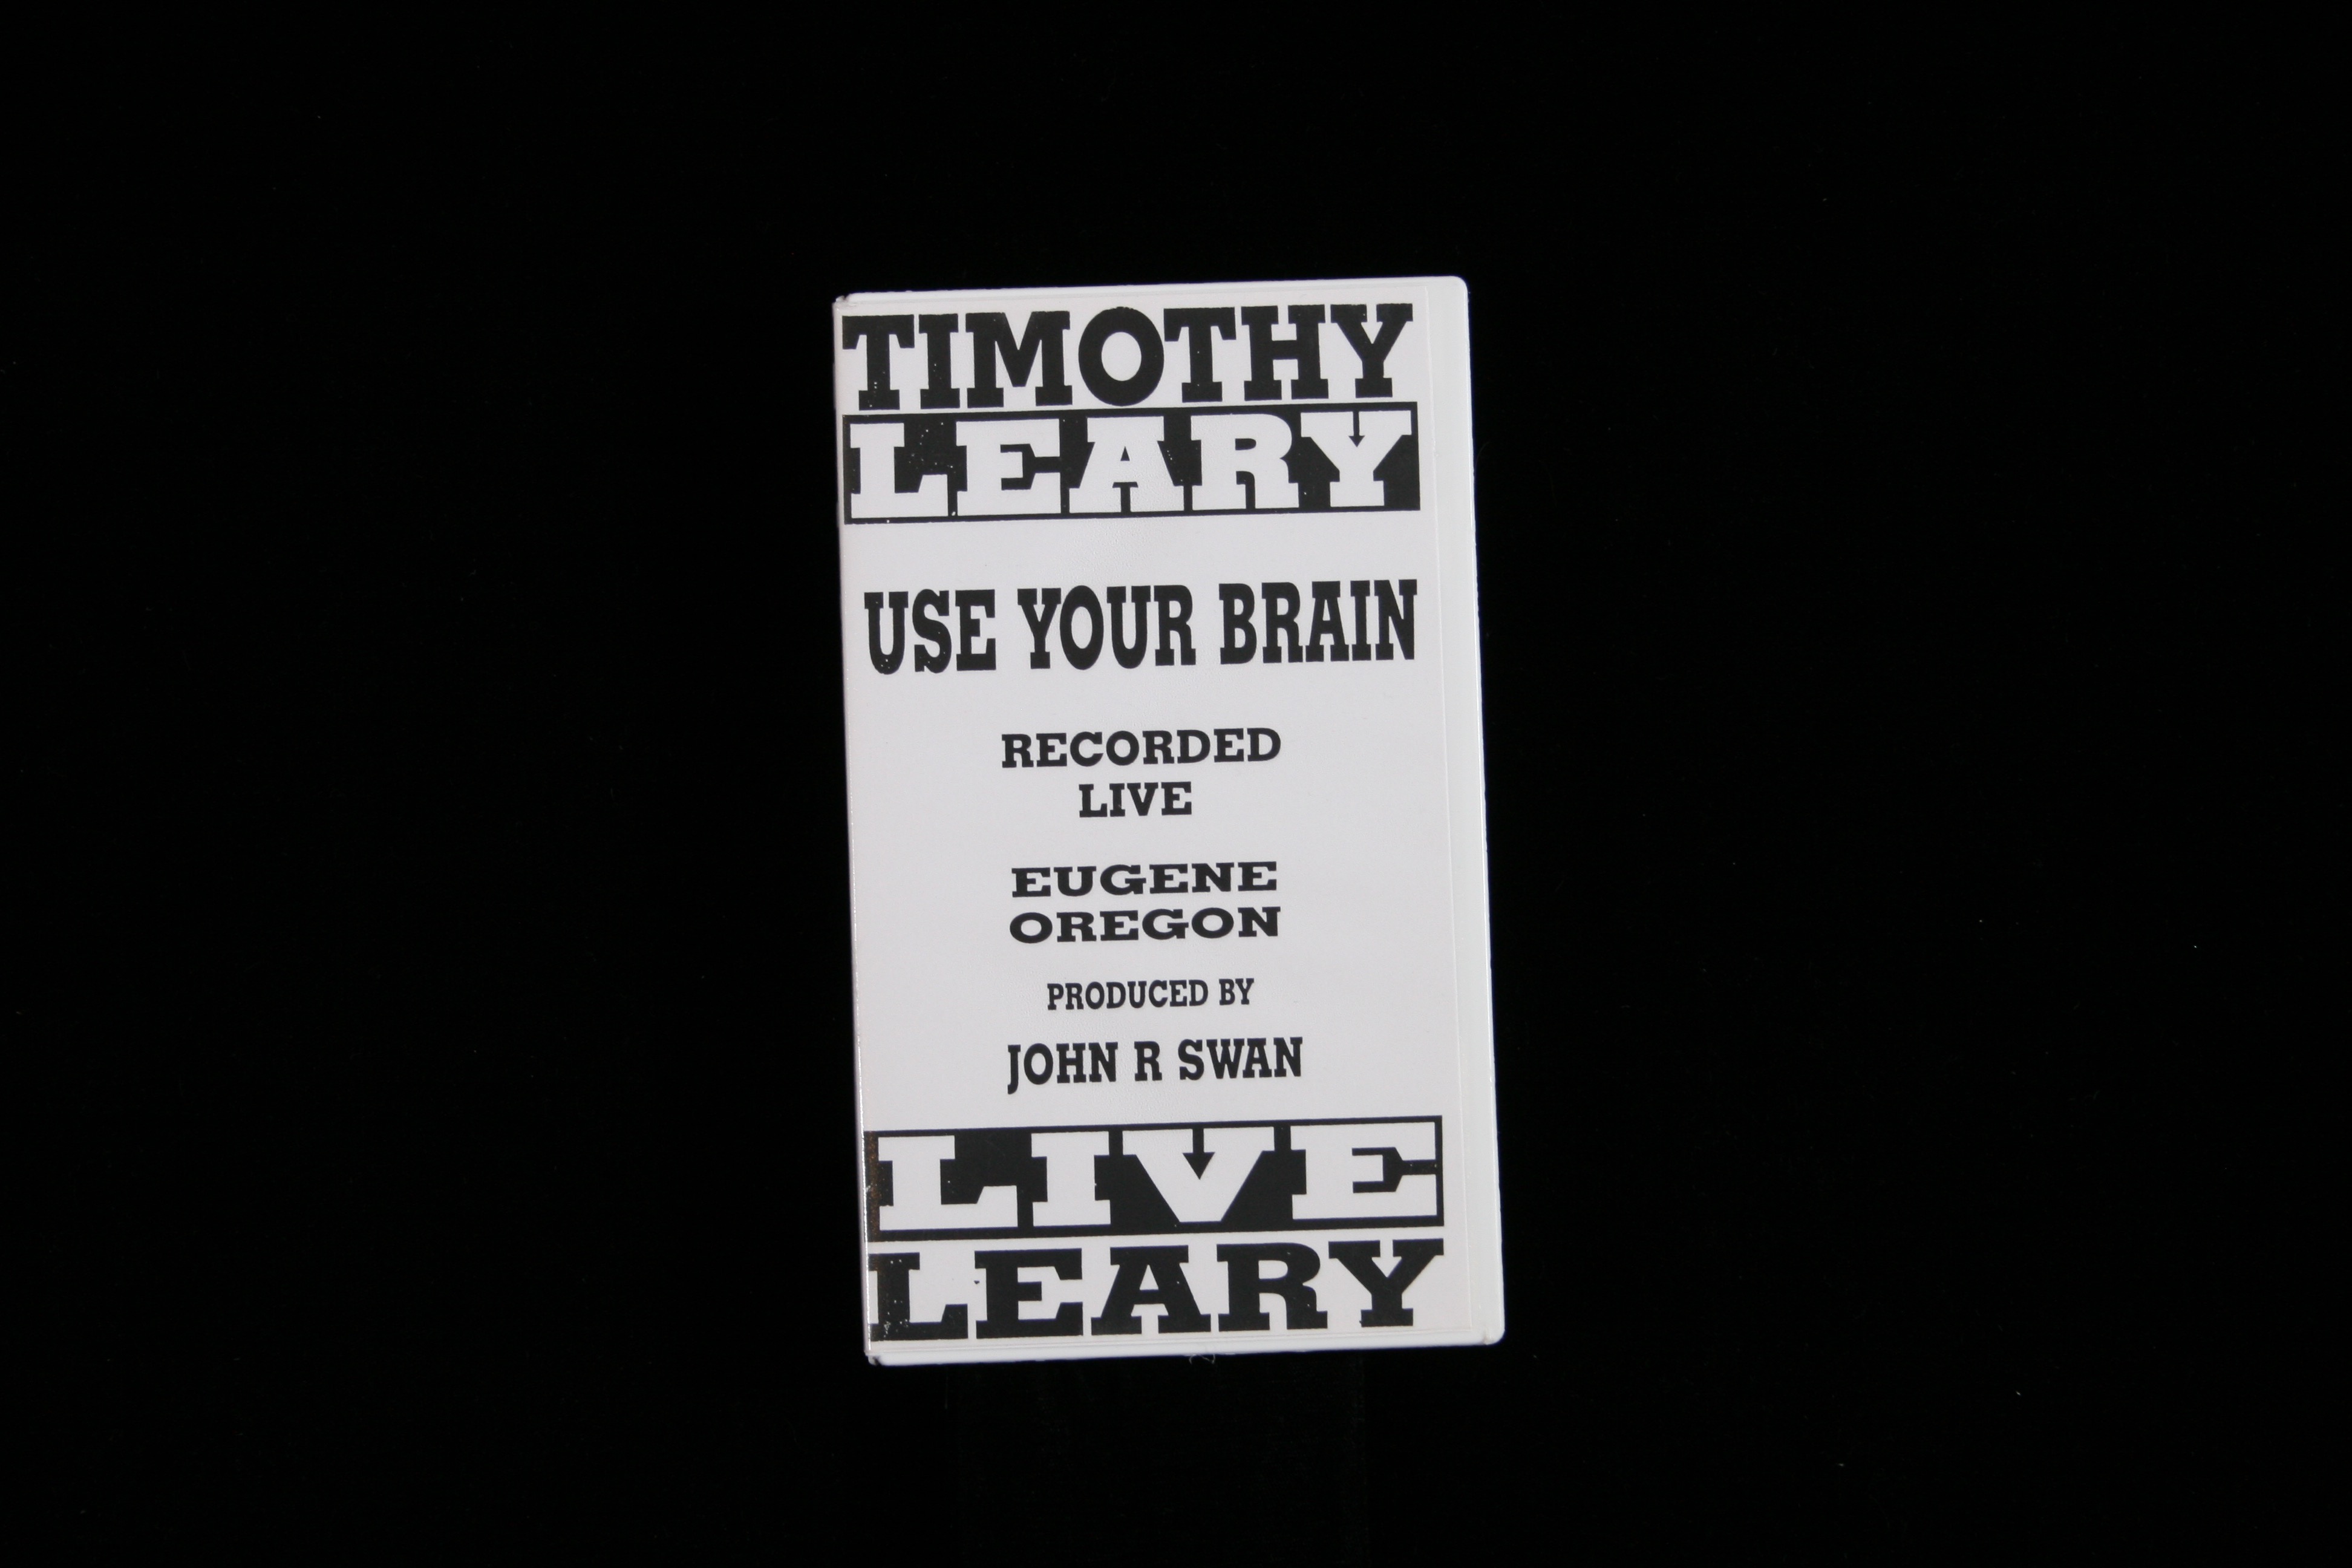 TIMOTHY
LEARY
USE YOUR BRAIN
RECORDED
LIVE
EUGENE
OREGON
PRODUCED BY
JOHN R SWAN
LIVE
LEARY